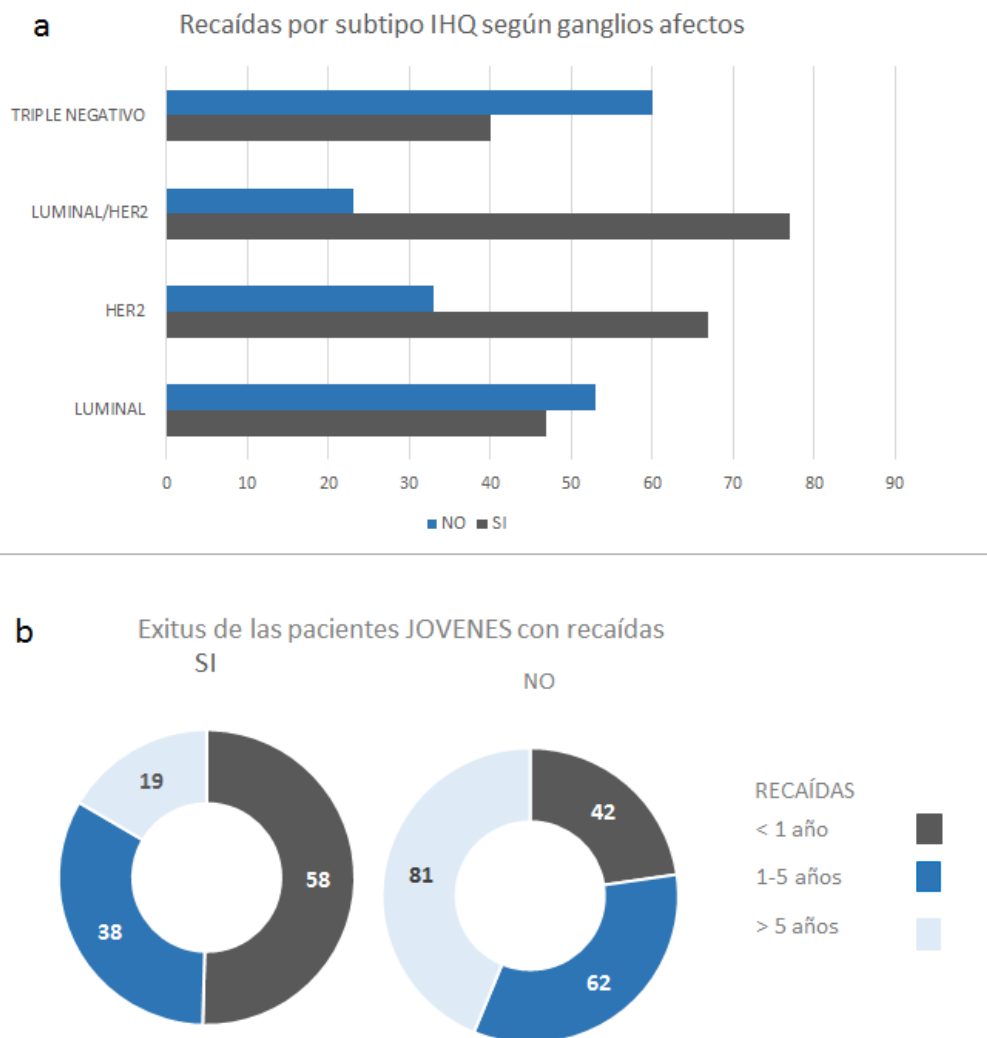 a
Recaídas por subtipo IHQ según ganglios afectos
TRIPLE NEGATIVO
LUMINAL/HER2
HER2
LUMINAL
0 10 20 30 40 50 60 70 80 90
NO SI
b
Exitus de las pacientes JOVENES con recaídas
SI
NO
19
58
38
42
81
62
RECAÍDAS
< 1 año
1-5 años
> 5 años